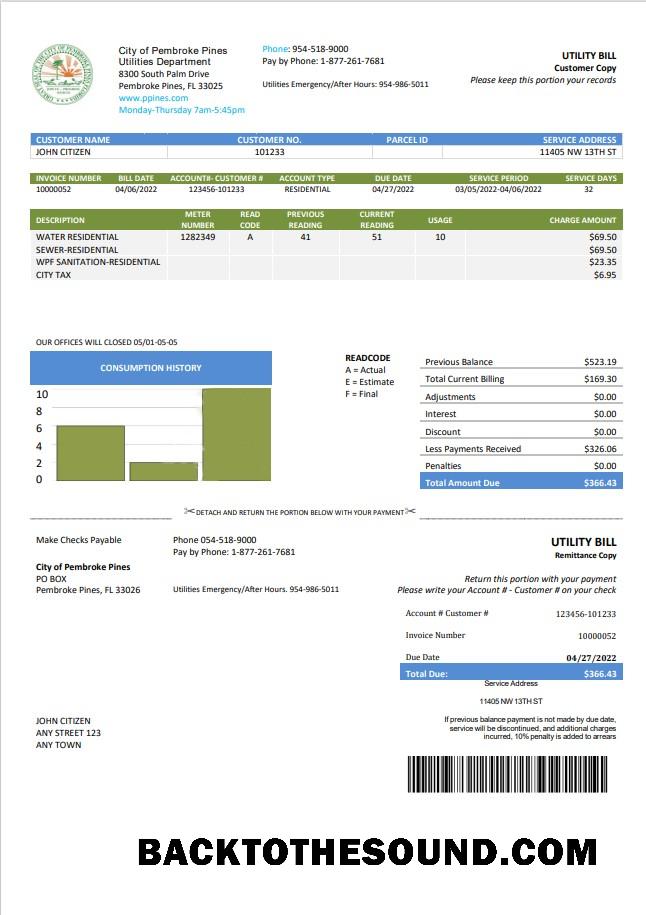 City of Pembroke Pines
Utilities Department
8300 South Palm Drive
Pembroke Pines, FL 33025
www.ppines.com
Monday-Thursday 7am-5:45pm
Phone: 954-518-9000
Pay by Phone: 1-877-261-7681
Utilities Emergency/After Hours: 954-986-5011
UTILITY BILL
Customer Copy
Please keep this portion your records
CUSTOMER NAME CUSTOMER NO. PARCEL ID SERVICE ADDRESS
JOHN CITIZEN 101233 11405 NW 13TH ST
INVOICE NUMBER BILL DATE ACCOUNT#- CUSTOMER # ACCOUNT TYPE DUE DATE SERVICE PERIOD SERVICE DAYS
10000052 04/06/2022 123456-101233 RESIDENTIAL 04/27/2022 03/05/2022-04/06/2022 32
DESCRIPTION METER NUMBER READ CODE PREVIOUS READING CURRENT READING USAGE CHARGE AMOUNT
WATER RESIDENTIAL 1282349 A 41 51 10 $69.50
SEWER-RESIDENTIAL $69.50
WPF SANITATION-RESIDENTIAL $23.35
CITY TAX $6.95
OUR OFFICES WILL CLOSED 05/01-05-05
CONSUMPTION HISTORY
10
8
6
4
2
0
READCODE
A = Actual
E = Estimate
F = Final
Previous Balance $523.19
Total Current Billing $169.30
Adjustments $0.00
Interest $0.00
Discount $0.00
Less Payments Received $326.06
Penalties $0.00
Total Amount Due $366.43
DETACH AND RETURN THE PORTION BELOW WITH YOUR PAYMENT
Make Checks Payable
City of Pembroke Pines
PO BOX
Pembroke Pines, FL 33026
Phone 054-518-9000
Pay by Phone: 1-877-261-7681
Utilities Emergency/After Hours. 954-986-5011
UTILITY BILL
Remittance Copy
Return this portion with your payment
Please write your Account # - Customer # on your check
Account # Customer # 123456-101233
Invoice Number 10000052
Due Date 04/27/2022
Total Due: $366.43
Service Address
11405 NW 13TH ST
If previous balance payment is not made by due date,
service will be discontinued, and additional charges
incurred, 10% penalty is added to arrears
JOHN CITIZEN
ANY STREET 123
ANY TOWN
BACKTOTHESOUND.COM